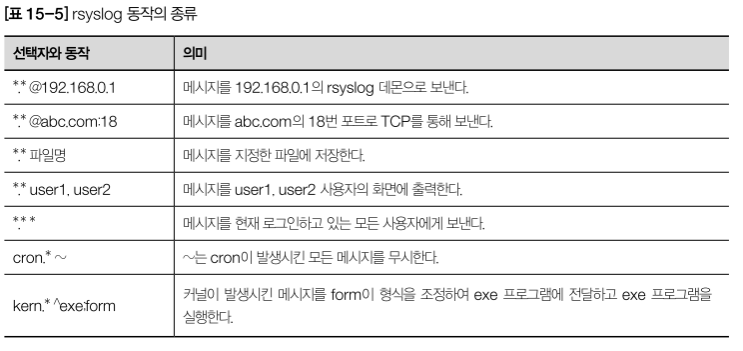 [표 15-5] rsyslog 동작의 종류
선택자와 동작 의미
*.* @192.168.0.1 메시지를 192.168.0.1의 rsyslog 데몬으로 보낸다.
*.* @abc.com:18 메시지를 abc.com의 18번 포트로 TCP를 통해 보낸다.
*.* 파일명 메시지를 지정한 파일에 저장한다.
*.* user1, user2 메시지를 user1, user2 사용자의 화면에 출력한다.
*.* * 메시지를 현재 로그인하고 있는 모든 사용자에게 보낸다.
cron.* ~ ~는 cron이 발생시킨 모든 메시지를 무시한다.
kern.* ^exe:form 커널이 발생시킨 메시지를 form이 형식을 조정하여 exe 프로그램에 전달하고 exe 프로그램을
실행한다.